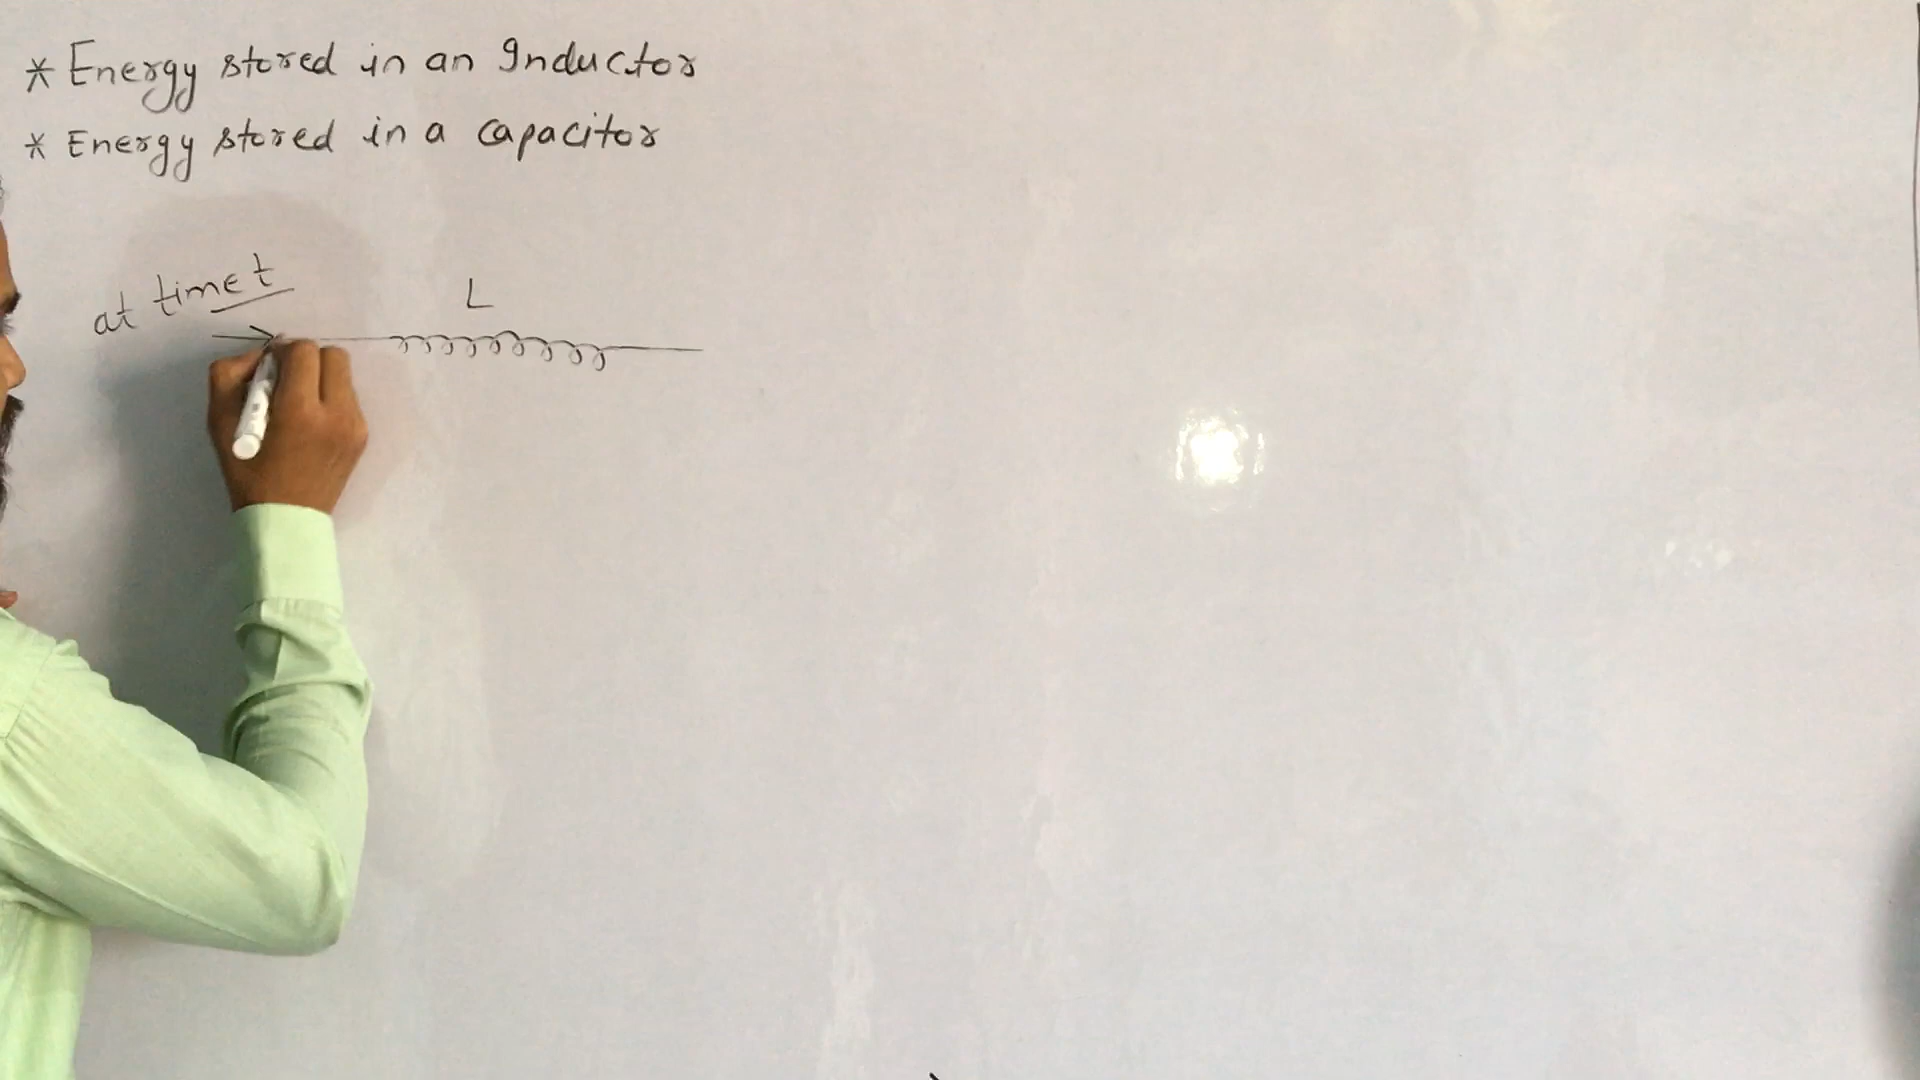 * Energy stored in an Inductor
* Energy stored in a capacitor
at time t
L